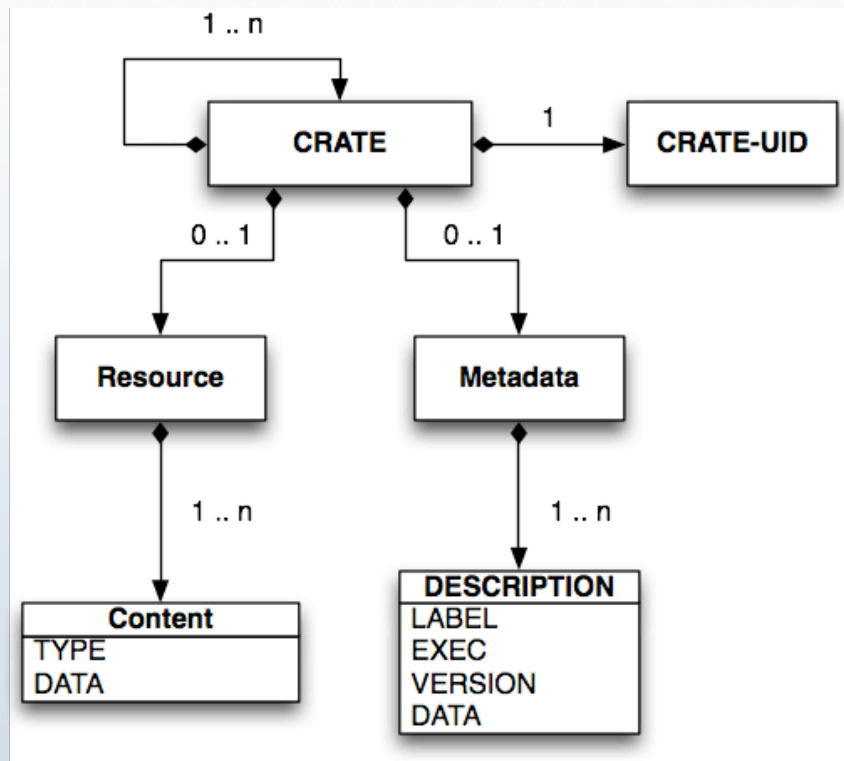 1 .. n
CRATE
1
CRATE-UID
0 .. 1
0 .. 1
Resource
Metadata
1 .. n
1 .. n
Content
TYPE
DATA
DESCRIPTION
LABEL
EXEC
VERSION
DATA